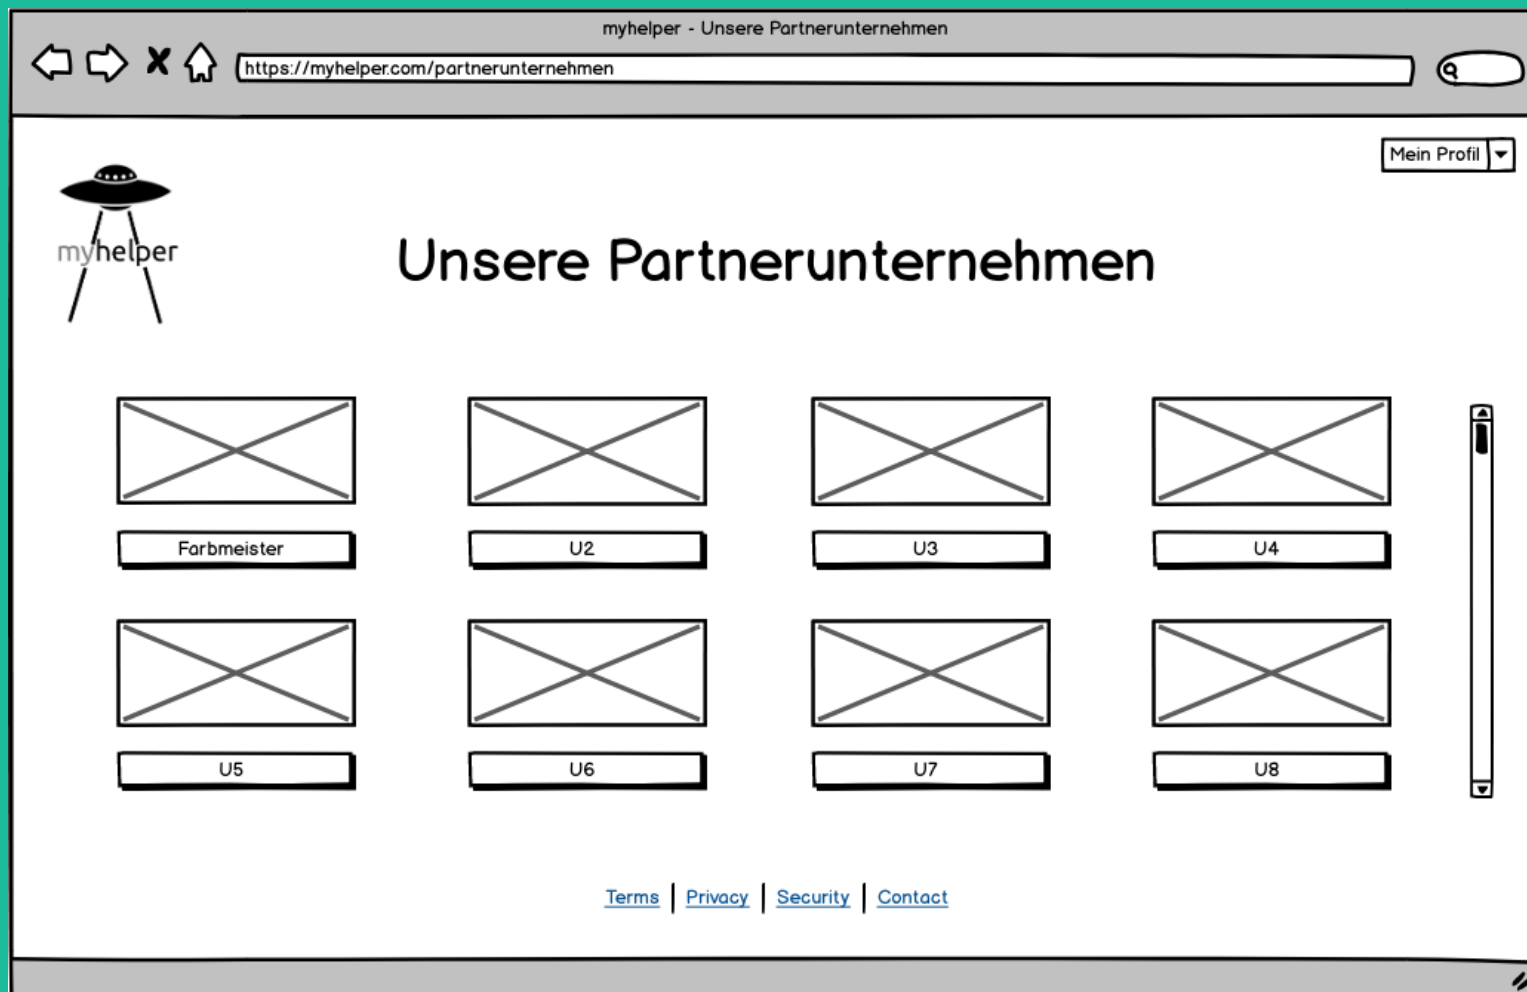 myhelper - Unsere Partnerunternehmen
https://myhelper.com/partnerunternehmen
Mein Profil
myhelper
Unsere Partnerunternehmen
Farbmeister
U2
U3
U4
U5
U6
U7
U8
Terms | Privacy | Security | Contact